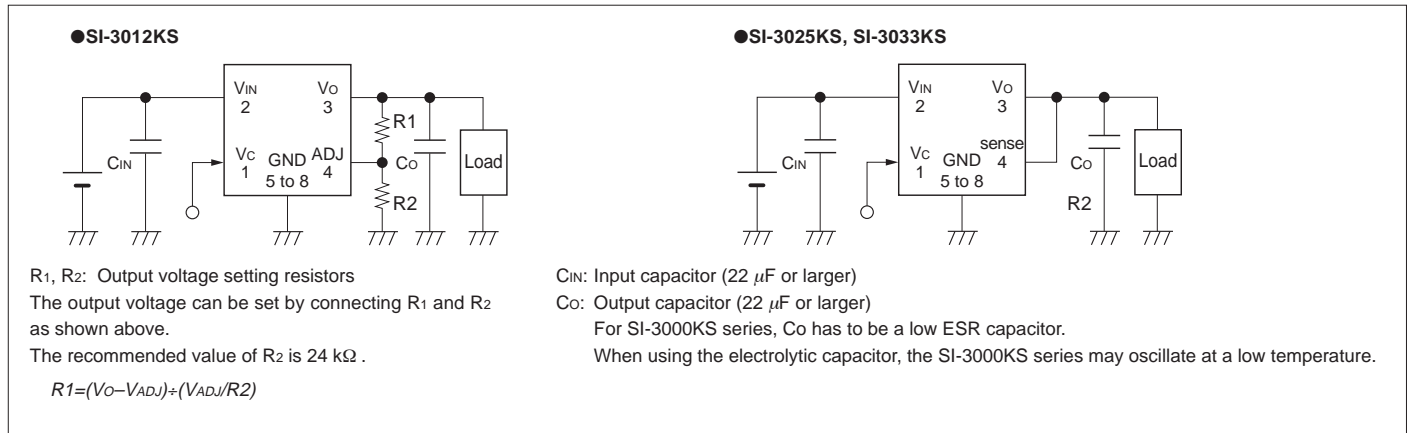 ●SI-3012KS
VIN
2
VO
3
VC
1
GND
5 to 8
ADJ
4
CIN
R1
R2
CO
Load
●SI-3025KS, SI-3033KS
VIN
2
VO
3
VC
1
GND
5 to 8
sense
4
CIN
CO
R2
Load
R1, R2: Output voltage setting resistors
The output voltage can be set by connecting R1 and R2
as shown above.
The recommended value of R2 is 24 kΩ .
R1=(VO–VADJ)÷(VADJ/R2)
CIN: Input capacitor (22 μF or larger)
CO: Output capacitor (22 μF or larger)
For SI-3000KS series, Co has to be a low ESR capacitor.
When using the electrolytic capacitor, the SI-3000KS series may oscillate at a low temperature.